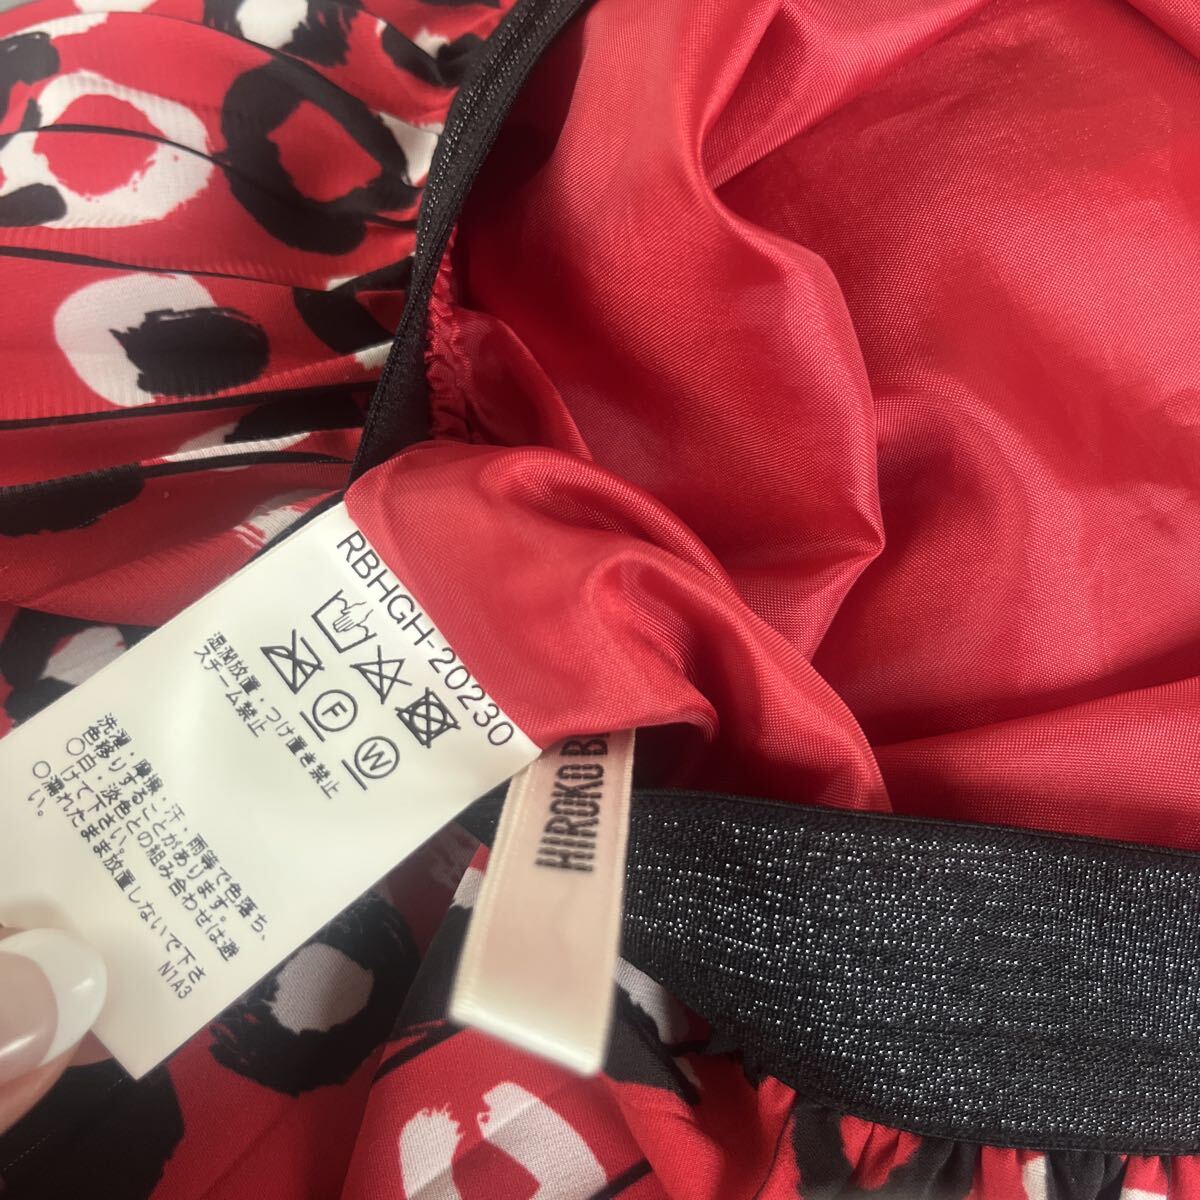 RBHGH-20230
F
W
湿潤放置・つけ置き禁止
スチーム禁止
洗濯・摩擦・汗・雨等で色落ち、
色移りすることがあります。
○白・淡色との組み合わせは避
けて下さい。
○濡れたまま放置しないで下さ
い。
N1A3
HIROKO